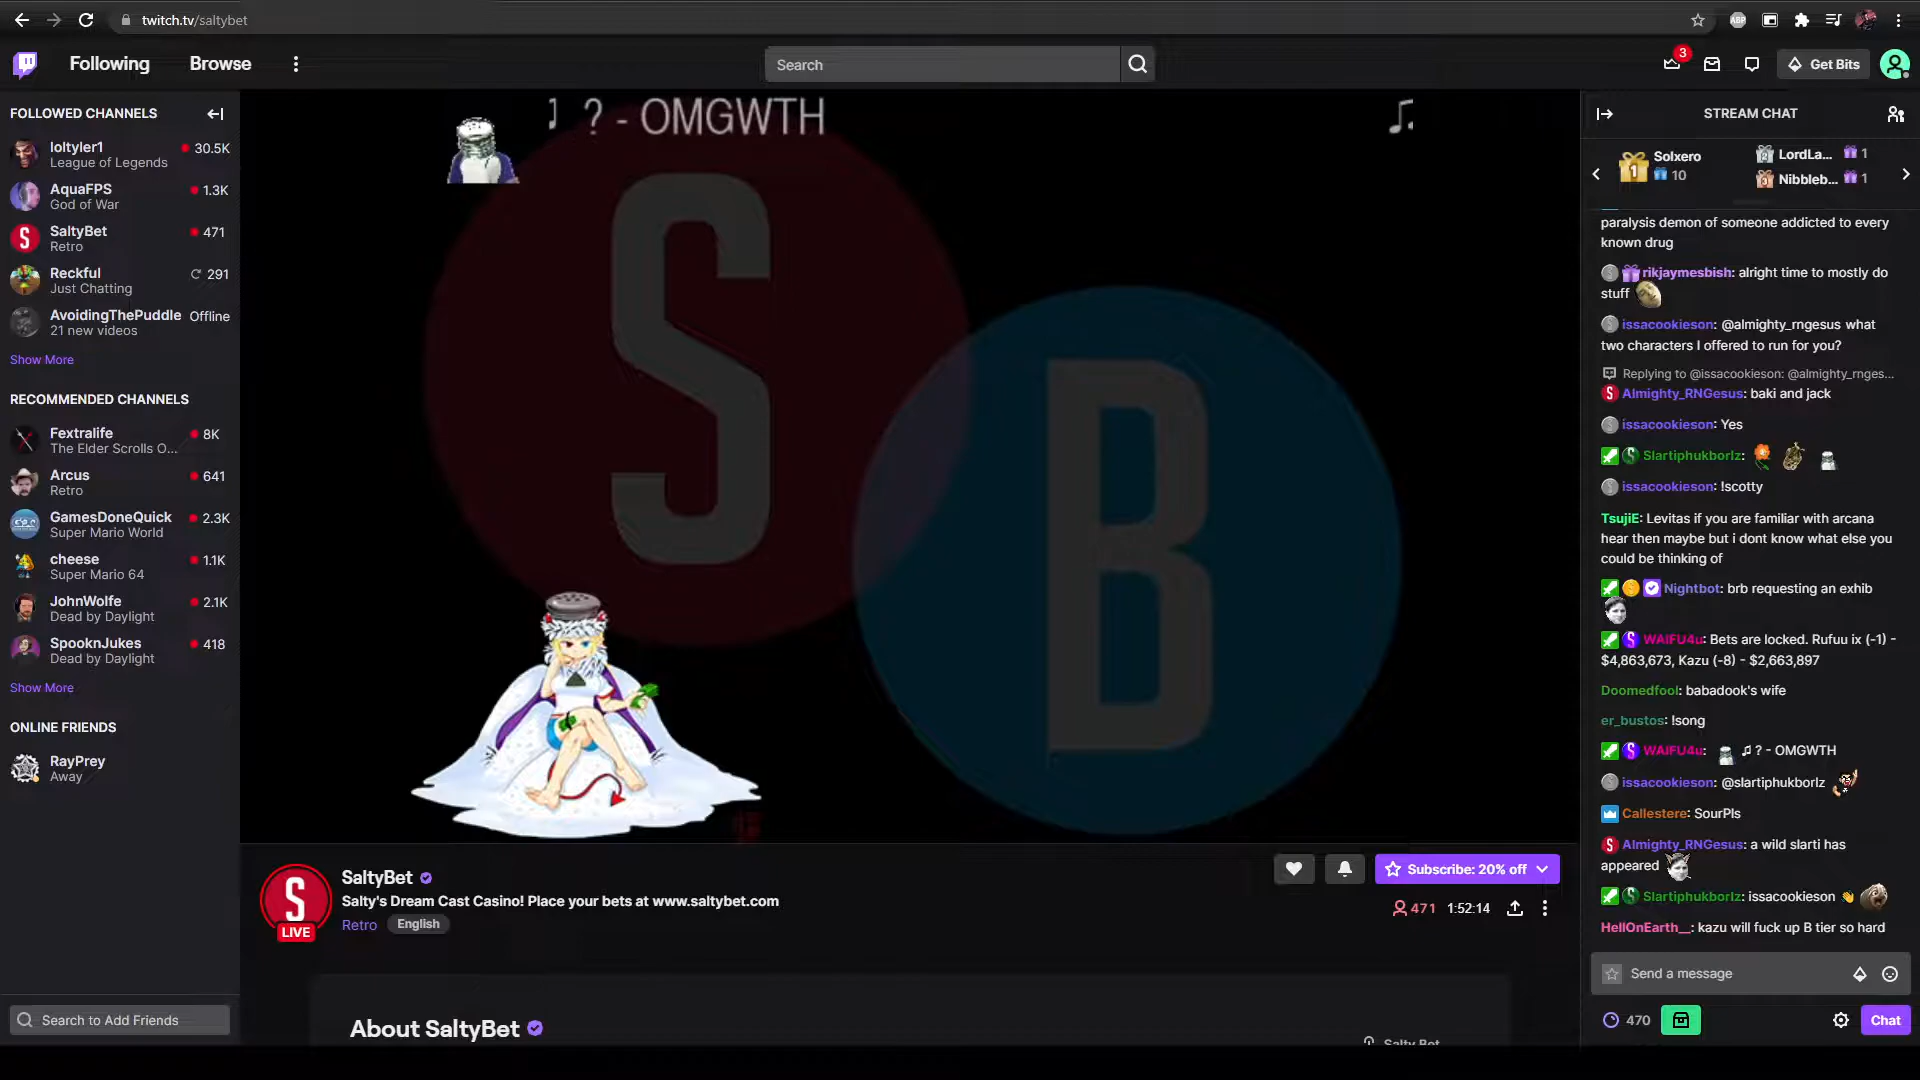 twitch.tv/saltybet
ABP
Following
Browse
Search
3
Get Bits
FOLLOWED CHANNELS
loltyler1
30.5K
League of Legends
AquaFPS
1.3K
God of War
SaltyBet
471
Retro
Reckful
291
Just Chatting
AvoidingThePuddle
Offline
21 new videos
Show More
RECOMMENDED CHANNELS
Fextralife
8K
The Elder Scrolls O...
Arcus
641
Retro
GamesDoneQuick
2.3K
Super Mario World
cheese
1.1K
Super Mario 64
JohnWolfe
2.1K
Dead by Daylight
SpooknJukes
418
Dead by Daylight
Show More
ONLINE FRIENDS
RayPrey
Away
Search to Add Friends
♫ ? - OMGWTH
♫
S
B
S
LIVE
SaltyBet
Salty's Dream Cast Casino! Place your bets at www.saltybet.com
Retro
English
Subscribe: 20% off
471
1:52:14
About SaltyBet
Salty Bet
STREAM CHAT
1
Solxero
10
LordLa...
1
Nibbleb...
1
paralysis demon of someone addicted to every
known drug
rikjaymesbish: alright time to mostly do
stuff
issacookieson: @almighty_rngesus what
two characters I offered to run for you?
Replying to @issacookieson: @almighty_rnges...
Almighty_RNGesus: baki and jack
issacookieson: Yes
Slartiphukborlz:
issacookieson: !scotty
TsujiE: Levitas if you are familiar with arcana
hear then maybe but i dont know what else you
could be thinking of
Nightbot: brb requesting an exhib
WAIFU4u: Bets are locked. Rufuu ix (-1) -
$4,863,673, Kazu (-8) - $2,663,897
Doomedfool: babadook's wife
er_bustos: !song
WAIFU4u: ♫ ? - OMGWTH
issacookieson: @slartiphukborlz
Callestere: SourPls
Almighty_RNGesus: a wild slarti has
appeared
Slartiphukborlz: issacookieson 👋
HellOnEarth__: kazu will fuck up B tier so hard
Send a message
470
Chat